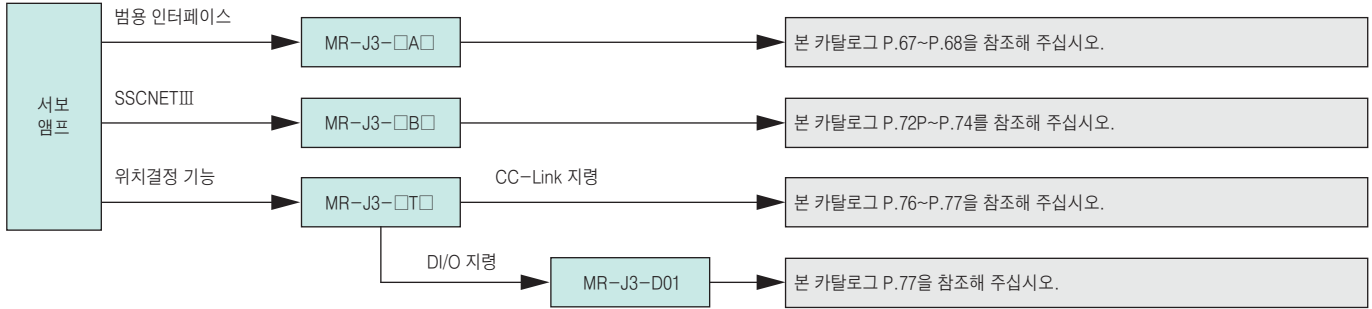 범용 인터페이스
MR-J3-□A□
본 카탈로그 P.67~P.68을 참조해 주십시오.
서보
앰프
SSCNETⅢ
MR-J3-□B□
본 카탈로그 P.72P~P.74를 참조해 주십시오.
위치결정 기능
MR-J3-□T□
CC-Link 지령
본 카탈로그 P.76~P.77을 참조해 주십시오.
DI/O 지령
MR-J3-D01
본 카탈로그 P.77을 참조해 주십시오.